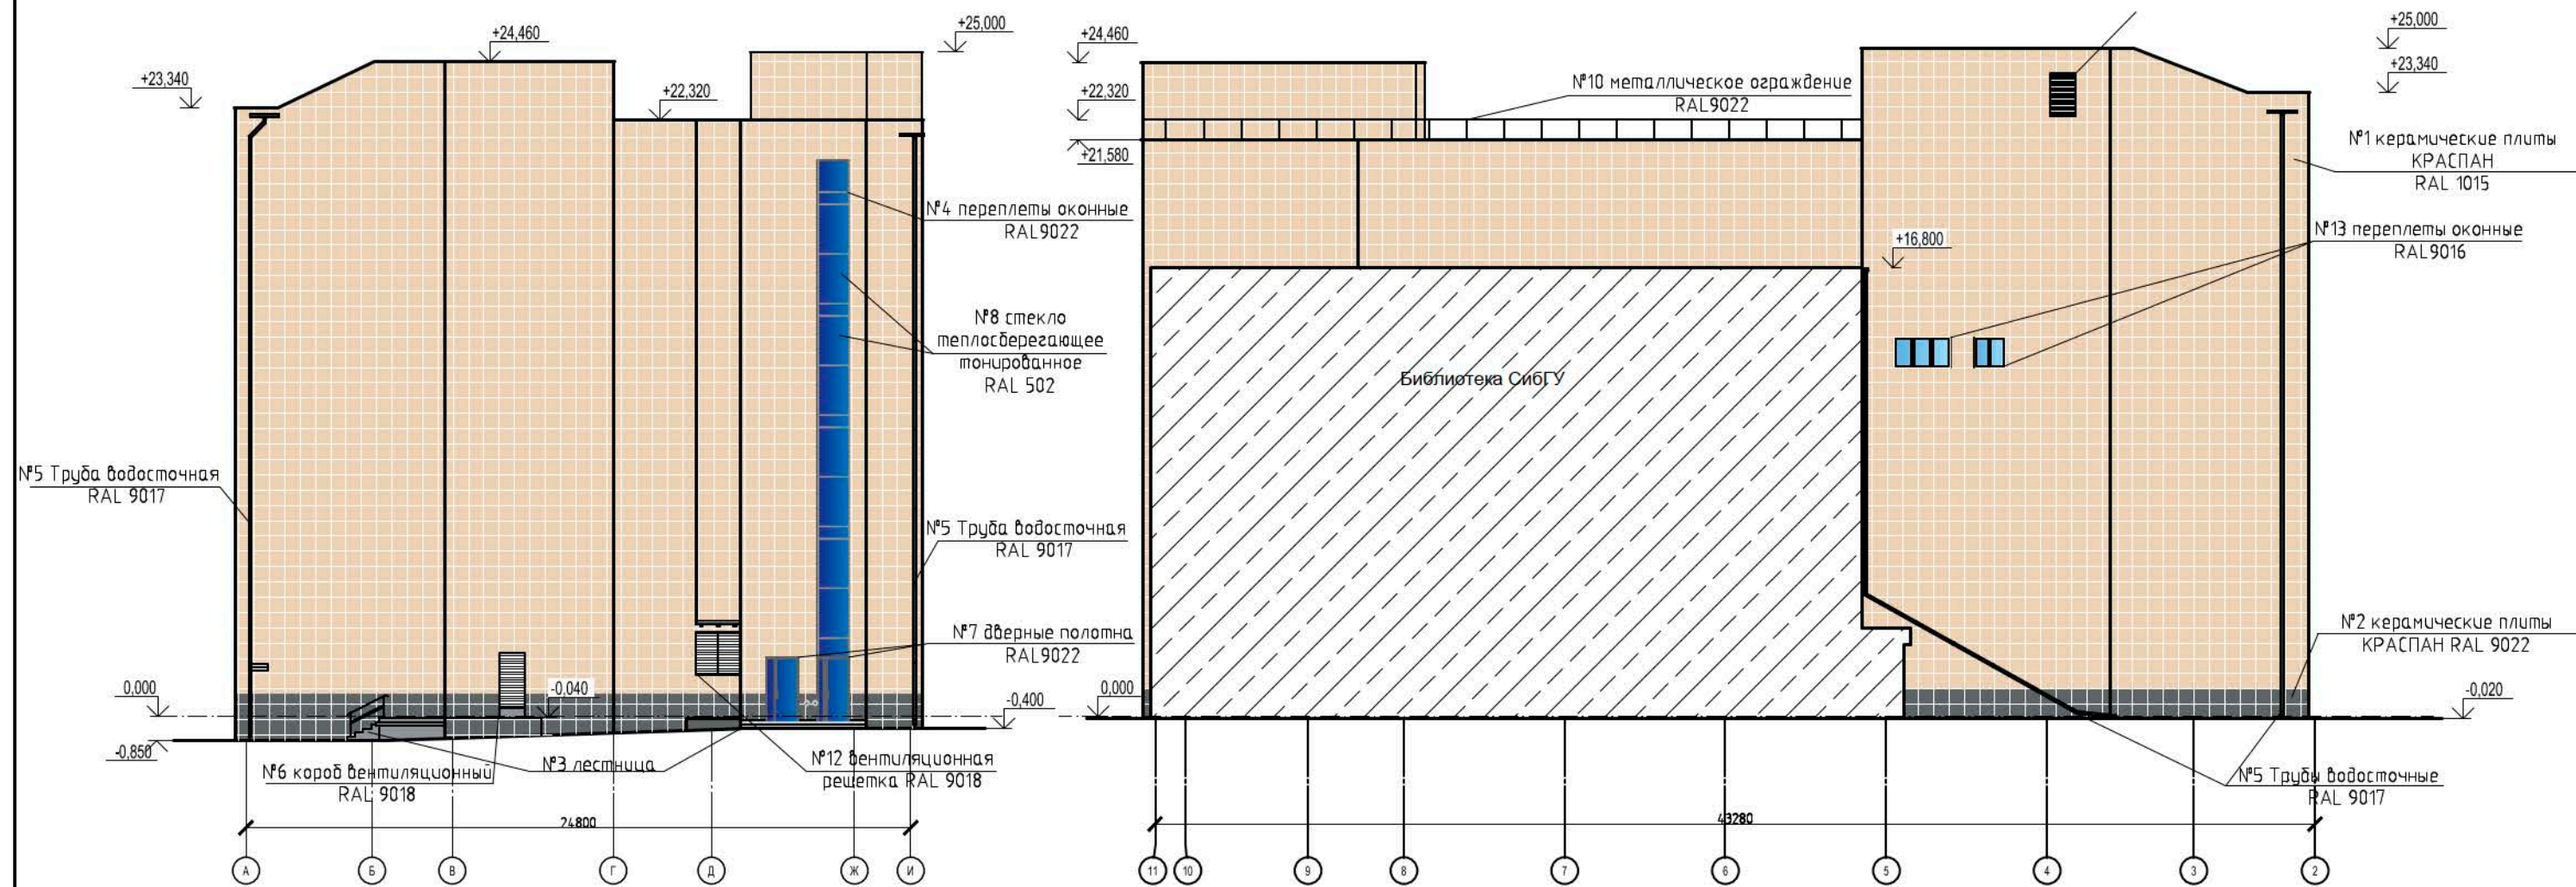 +23,340
+24,460
+22,320
+25,000
№4 переплеты оконные
RAL9022
№8 стекло
теплосберегающее
тонированное
RAL 502
№5 Труба водосточная
RAL 9017
№5 Труба водосточная
RAL 9017
№7 дверные полотна
RAL9022
0,000
-0,040
-0,400
-0,850
№6 короб вентиляционный
RAL 9018
№3 лестница
№12 вентиляционная
решетка RAL 9018
24800
А
Б
В
Г
Д
Ж
И
+24,460
+22,320
+21,580
№10 металлическое ограждение
RAL9022
+25,000
+23,340
№1 керамические плиты
КРАСПАН
RAL 1015
+16,800
№13 переплеты оконные
RAL9016
Библиотека СибГУ
№2 керамические плиты
КРАСПАН RAL 9022
0,000
-0,020
№5 Трубы водосточные
RAL 9017
43280
11
10
9
8
7
6
5
4
3
2